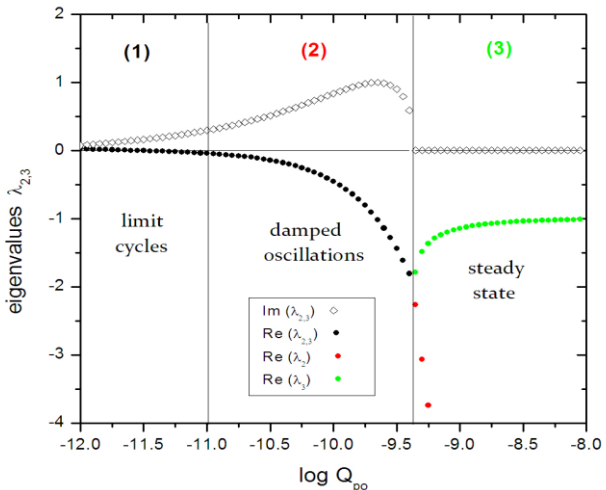 (1)
(2)
(3)
2
1
0
-1
-2
-3
-4
eigenvalues λ2,3
limit
cycles
damped
oscillations
steady
state
Im (λ2,3)
Re (λ2,3)
Re (λ2)
Re (λ3)
-12.0 -11.5 -11.0 -10.5 -10.0 -9.5 -9.0 -8.5 -8.0
log Qpo